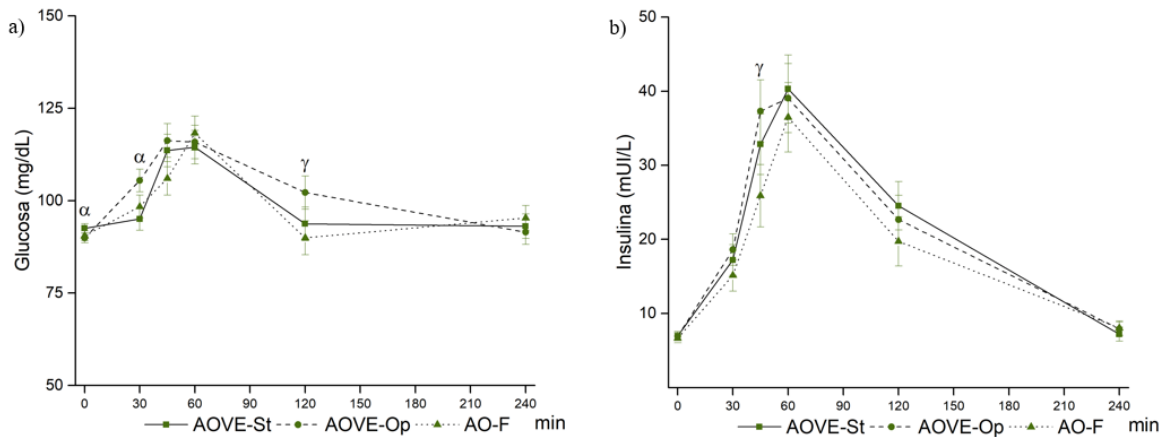 a)
Glucosa (mg/dL)
150
125
100
75
50
α
α
γ
0 30 60 90 120 150 180 210 240
AOVE-St AOVE-Op AO-F min
b)
Insulina (mUI/L)
50
40
30
20
10
γ
0 30 60 90 120 150 180 210 240
AOVE-St AOVE-Op AO-F min